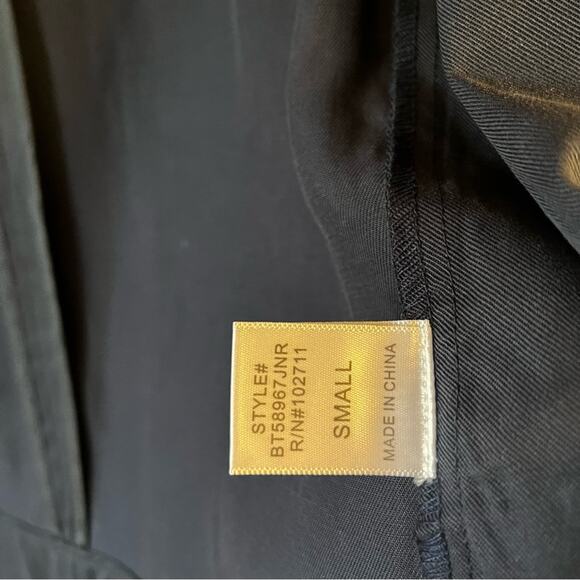 STYLE#
BT58967JNR
R/N#102711
SMALL
MADE IN CHINA